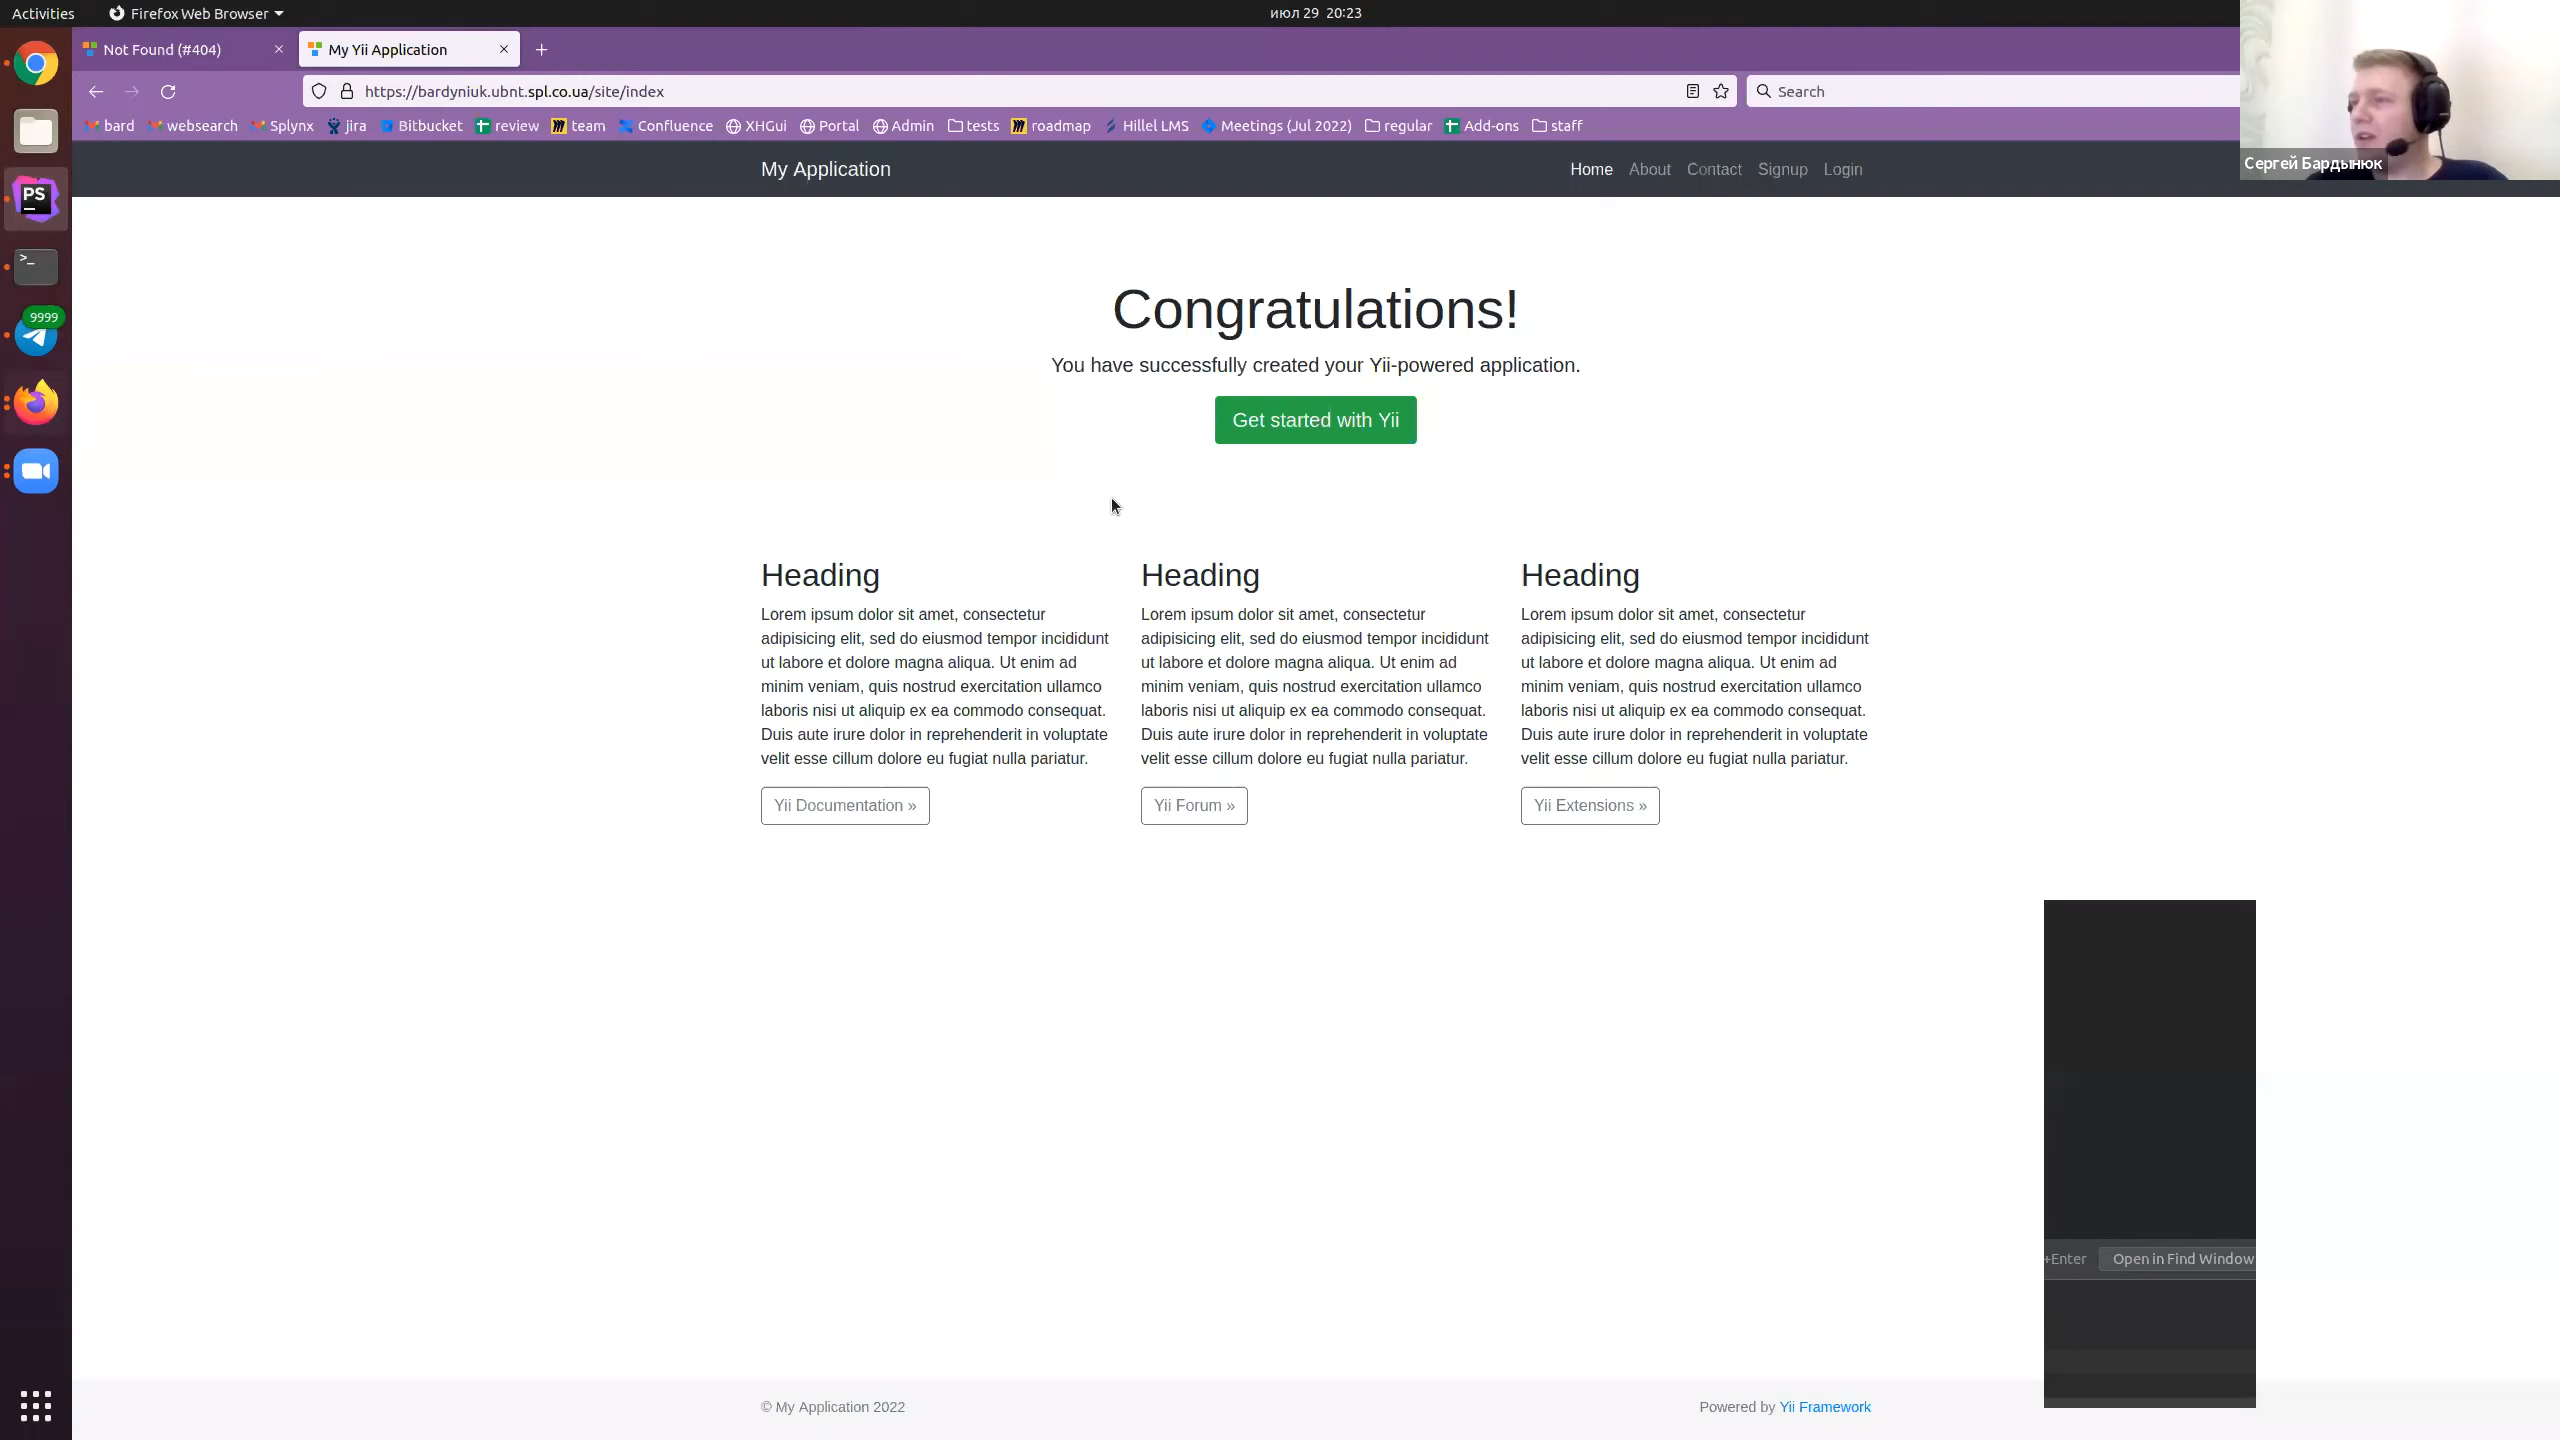 Activities
Firefox Web Browser
июл 29 20:23
Not Found (#404)
My Yii Application
https://bardyniuk.ubnt.spl.co.ua/site/index
Search
bard
websearch
Splynx
jira
Bitbucket
review
team
Confluence
XHGui
Portal
Admin
tests
roadmap
Hillel LMS
Meetings (Jul 2022)
regular
Add-ons
staff
Сергей Бардынюк
My Application
Home
About
Contact
Signup
Login
PS
>_
9999
Congratulations!
You have successfully created your Yii-powered application.
Get started with Yii
Heading
Lorem ipsum dolor sit amet, consectetur
adipisicing elit, sed do eiusmod tempor incididunt
ut labore et dolore magna aliqua. Ut enim ad
minim veniam, quis nostrud exercitation ullamco
laboris nisi ut aliquip ex ea commodo consequat.
Duis aute irure dolor in reprehenderit in voluptate
velit esse cillum dolore eu fugiat nulla pariatur.
Yii Documentation »
Heading
Lorem ipsum dolor sit amet, consectetur
adipisicing elit, sed do eiusmod tempor incididunt
ut labore et dolore magna aliqua. Ut enim ad
minim veniam, quis nostrud exercitation ullamco
laboris nisi ut aliquip ex ea commodo consequat.
Duis aute irure dolor in reprehenderit in voluptate
velit esse cillum dolore eu fugiat nulla pariatur.
Yii Forum »
Heading
Lorem ipsum dolor sit amet, consectetur
adipisicing elit, sed do eiusmod tempor incididunt
ut labore et dolore magna aliqua. Ut enim ad
minim veniam, quis nostrud exercitation ullamco
laboris nisi ut aliquip ex ea commodo consequat.
Duis aute irure dolor in reprehenderit in voluptate
velit esse cillum dolore eu fugiat nulla pariatur.
Yii Extensions »
+Enter
Open in Find Window
© My Application 2022
Powered by Yii Framework